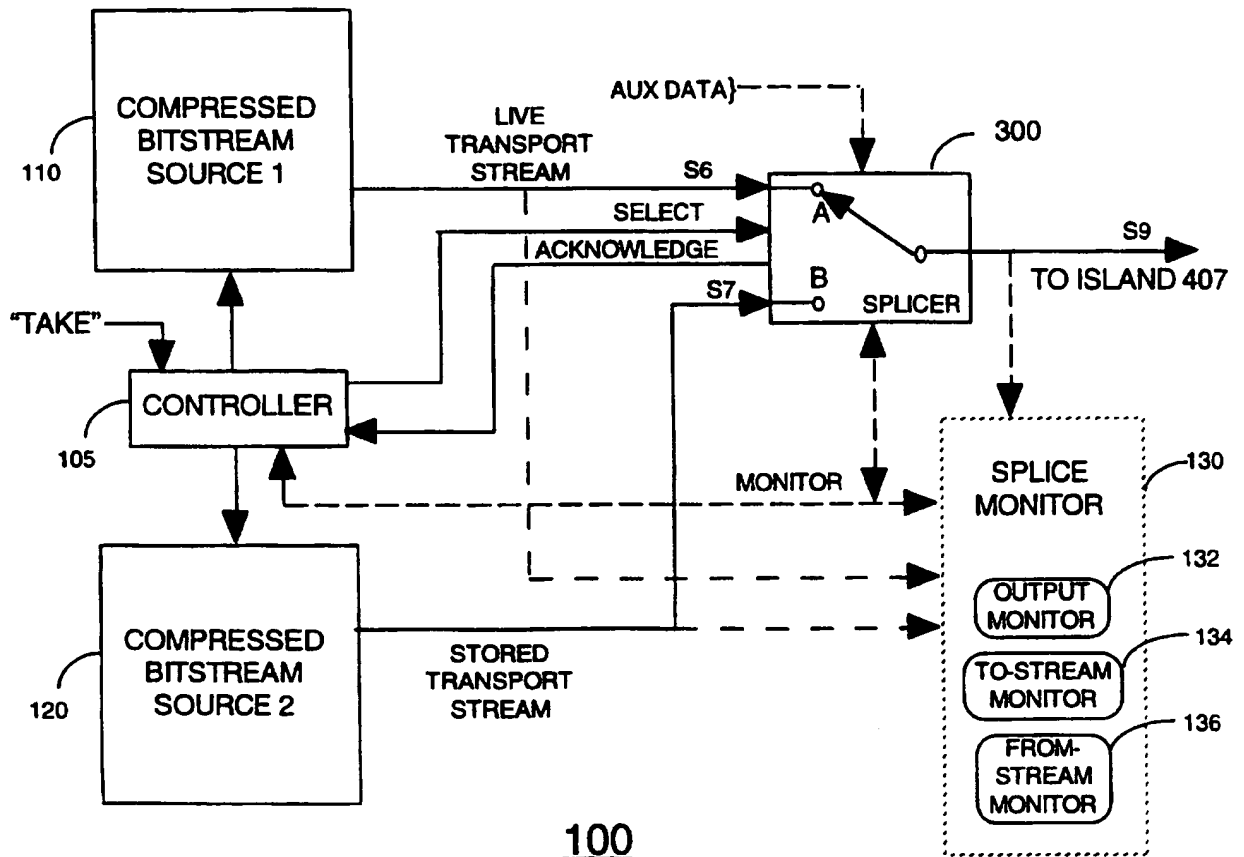 COMPRESSED
BITSTREAM
SOURCE 1
110
LIVE
TRANSPORT
STREAM
S6
SELECT
ACKNOWLEDGE
S7
AUX DATA}
300
A
B
SPLICER
S9
TO ISLAND 407
"TAKE"
CONTROLLER
105
MONITOR
SPLICE
MONITOR
130
OUTPUT
MONITOR
132
TO-STREAM
MONITOR
134
FROM-
STREAM
MONITOR
136
COMPRESSED
BITSTREAM
SOURCE 2
120
STORED
TRANSPORT
STREAM
100